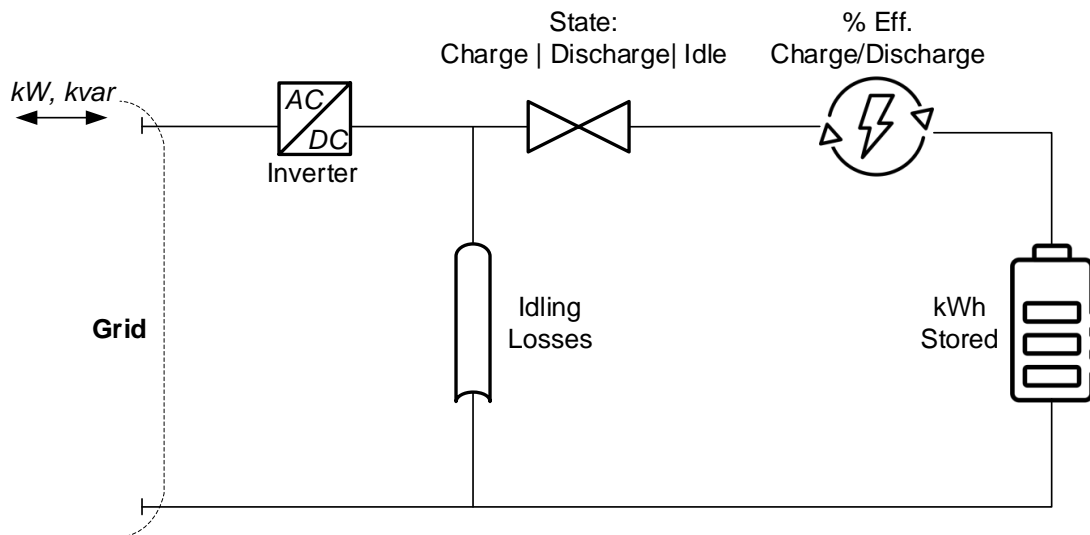 State:
Charge | Discharge| Idle
% Eff.
Charge/Discharge
kW, kvar
AC
DC
Inverter
Grid
Idling
Losses
kWh
Stored